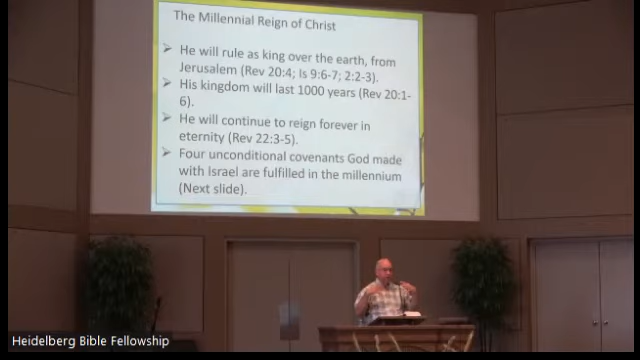 The Millennial Reign of Christ
➢ He will rule as king over the earth, from
Jerusalem (Rev 20:4; Is 9:6-7; 2:2-3).
➢ His kingdom will last 1000 years (Rev 20:1-
6).
➢ He will continue to reign forever in
eternity (Rev 22:3-5).
➢ Four unconditional covenants God made
with Israel are fulfilled in the millennium
(Next slide).
Heidelberg Bible Fellowship